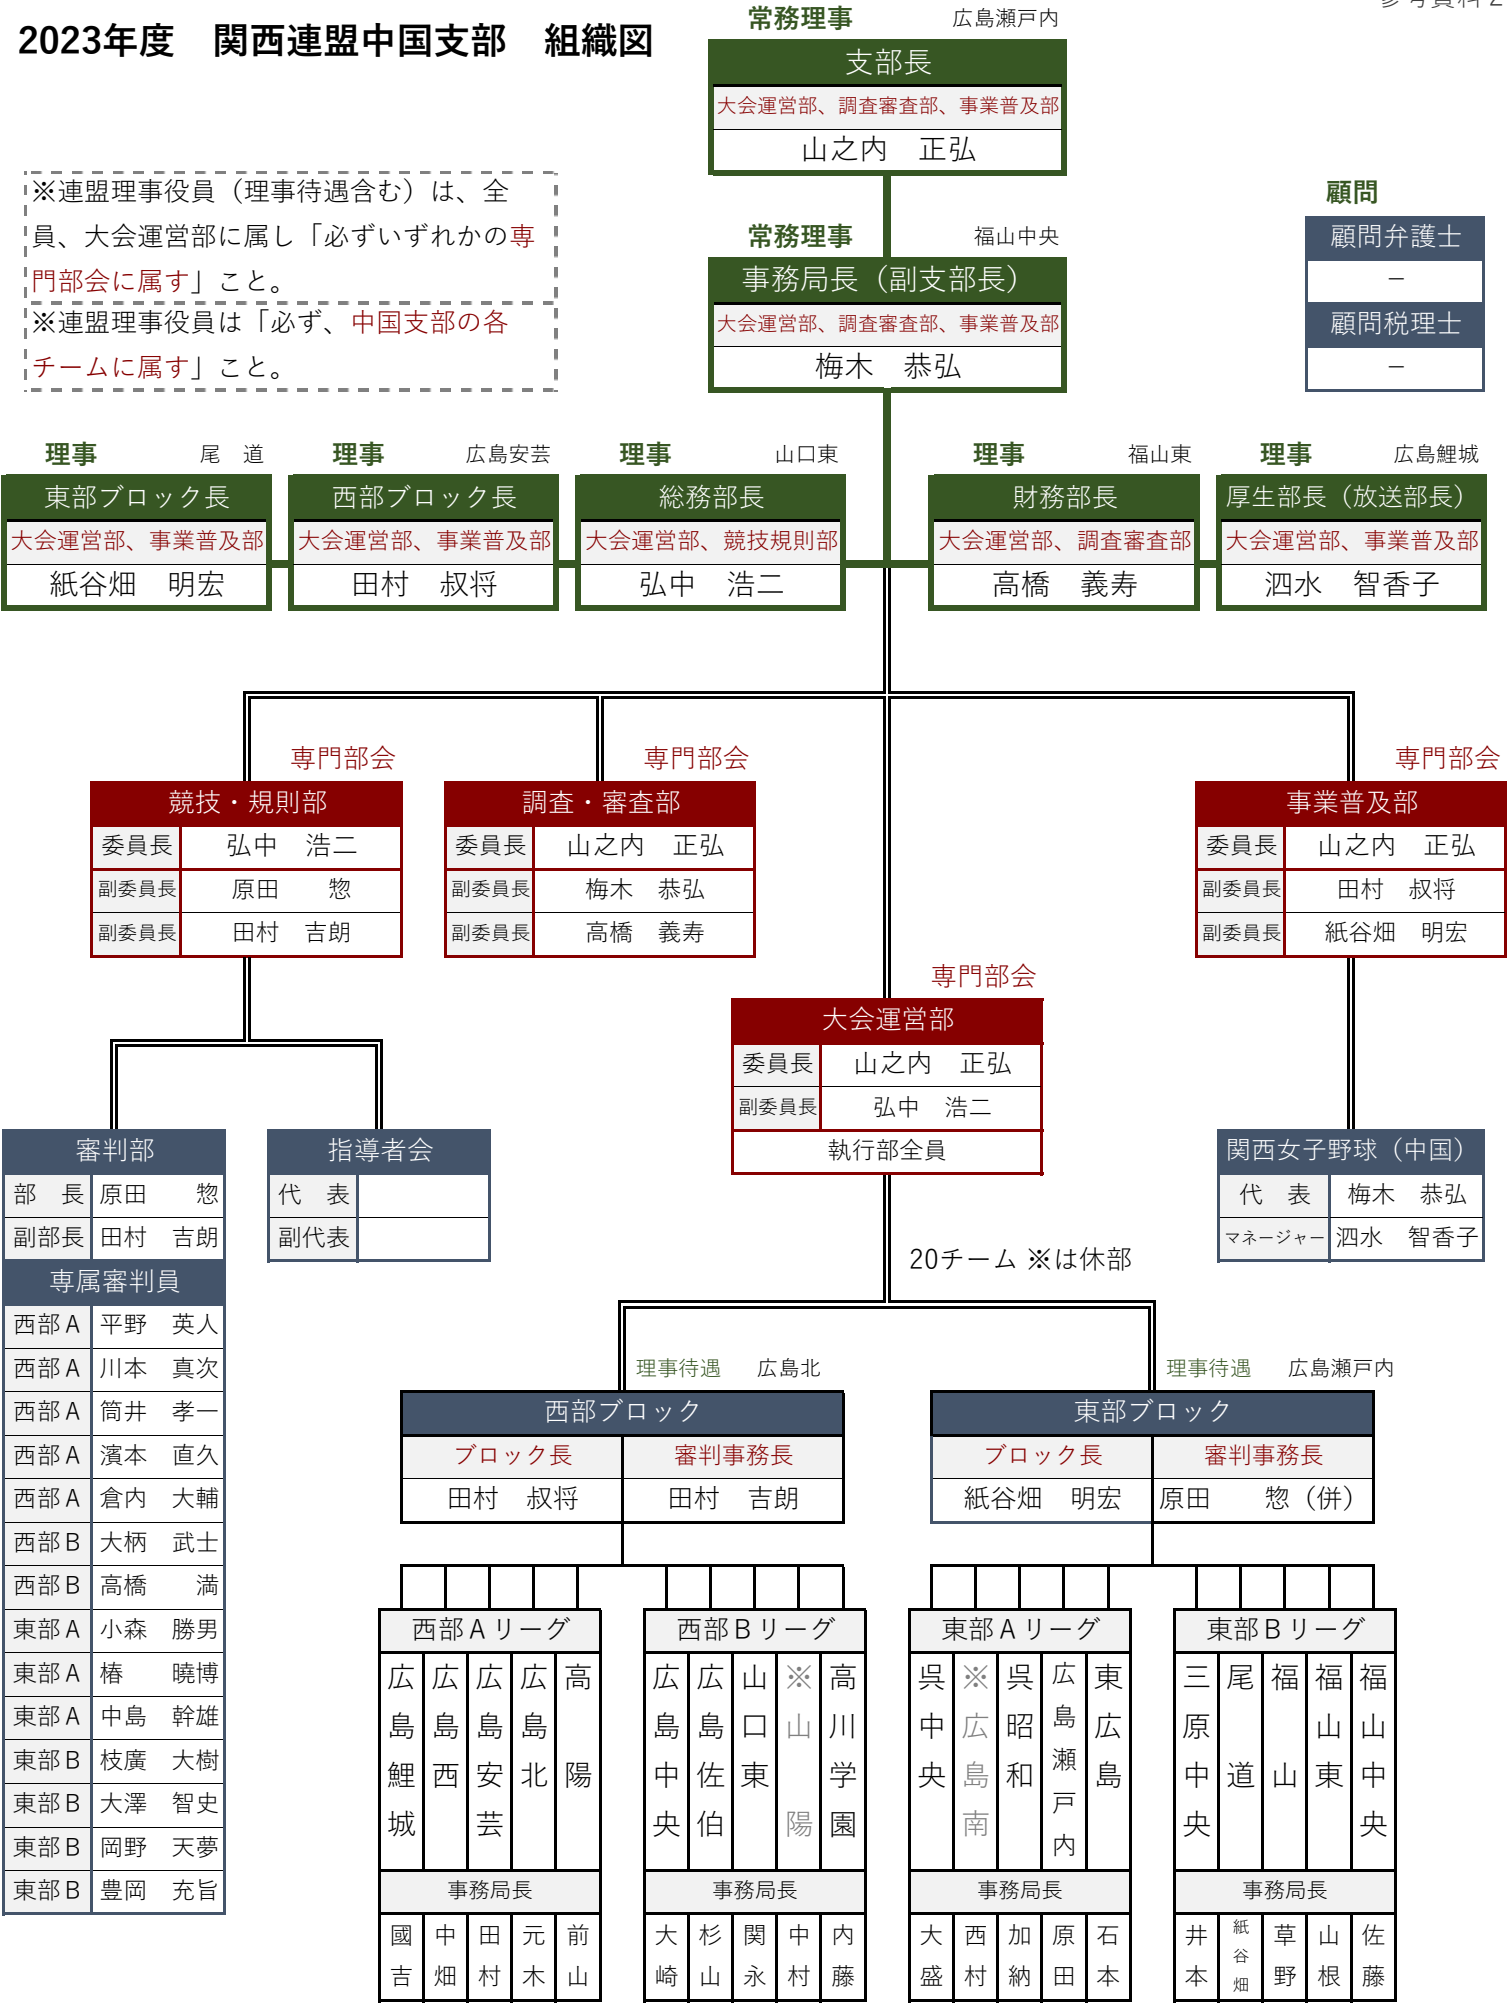 参考資料２
2023年度　関西連盟中国支部　組織図
常務理事　広島瀬戸内
支部長
大会運営部、調査審査部、事業普及部
山之内　正弘
※連盟理事役員（理事待遇含む）は、全
員、大会運営部に属し「必ずいずれかの専
門部会に属す」こと。
※連盟理事役員は「必ず、中国支部の各
チームに属す」こと。
常務理事　福山中央
事務局長（副支部長）
大会運営部、調査審査部、事業普及部
梅木　恭弘
顧問
顧問弁護士
－
顧問税理士
－
理事　尾　道
東部ブロック長
大会運営部、事業普及部
紙谷畑　明宏
理事　広島安芸
西部ブロック長
大会運営部、事業普及部
田村　叔将
理事　山口東
総務部長
大会運営部、競技規則部
弘中　浩二
理事　福山東
財務部長
大会運営部、調査審査部
高橋　義寿
理事　広島鯉城
厚生部長（放送部長）
大会運営部、事業普及部
泗水　智香子
専門部会
競技・規則部
委員長　弘中　浩二
副委員長　原田　　惣
副委員長　田村　吉朗
専門部会
調査・審査部
委員長　山之内　正弘
副委員長　梅木　恭弘
副委員長　高橋　義寿
専門部会
事業普及部
委員長　山之内　正弘
副委員長　田村　叔将
副委員長　紙谷畑　明宏
専門部会
大会運営部
委員長　山之内　正弘
副委員長　弘中　浩二
執行部全員
審判部
部　長　原田　　惣
副部長　田村　吉朗
専属審判員
西部Ａ　平野　英人
西部Ａ　川本　真次
西部Ａ　筒井　孝一
西部Ａ　濱本　直久
西部Ａ　倉内　大輔
西部Ｂ　大柄　武士
西部Ｂ　高橋　　満
東部Ａ　小森　勝男
東部Ａ　椿　　曉博
東部Ａ　中島　幹雄
東部Ｂ　枝廣　大樹
東部Ｂ　大澤　智史
東部Ｂ　岡野　天夢
東部Ｂ　豊岡　充旨
指導者会
代　表
副代表
関西女子野球（中国）
代　表　梅木　恭弘
マネージャー　泗水　智香子
20チーム ※は休部
理事待遇　広島北
西部ブロック
ブロック長　審判事務長
田村　叔将　田村　吉朗
理事待遇　広島瀬戸内
東部ブロック
ブロック長　審判事務長
紙谷畑　明宏　原田　　惣（併）
西部Ａリーグ
広島鯉城
広島西
広島安芸
広島北
高　陽
事務局長
國吉
中畑
田村
元木
前山
西部Ｂリーグ
広島中央
広島佐伯
山口東
※山　陽
高川学園
事務局長
大崎
杉山
関永
中村
内藤
東部Ａリーグ
呉中央
※広島南
呉昭和
広島瀬戸内
東広島
事務局長
大盛
西村
加納
原田
石本
東部Ｂリーグ
三原中央
尾　道
福　山
福山東
福山中央
事務局長
井本
紙谷畑
草野
山根
佐藤